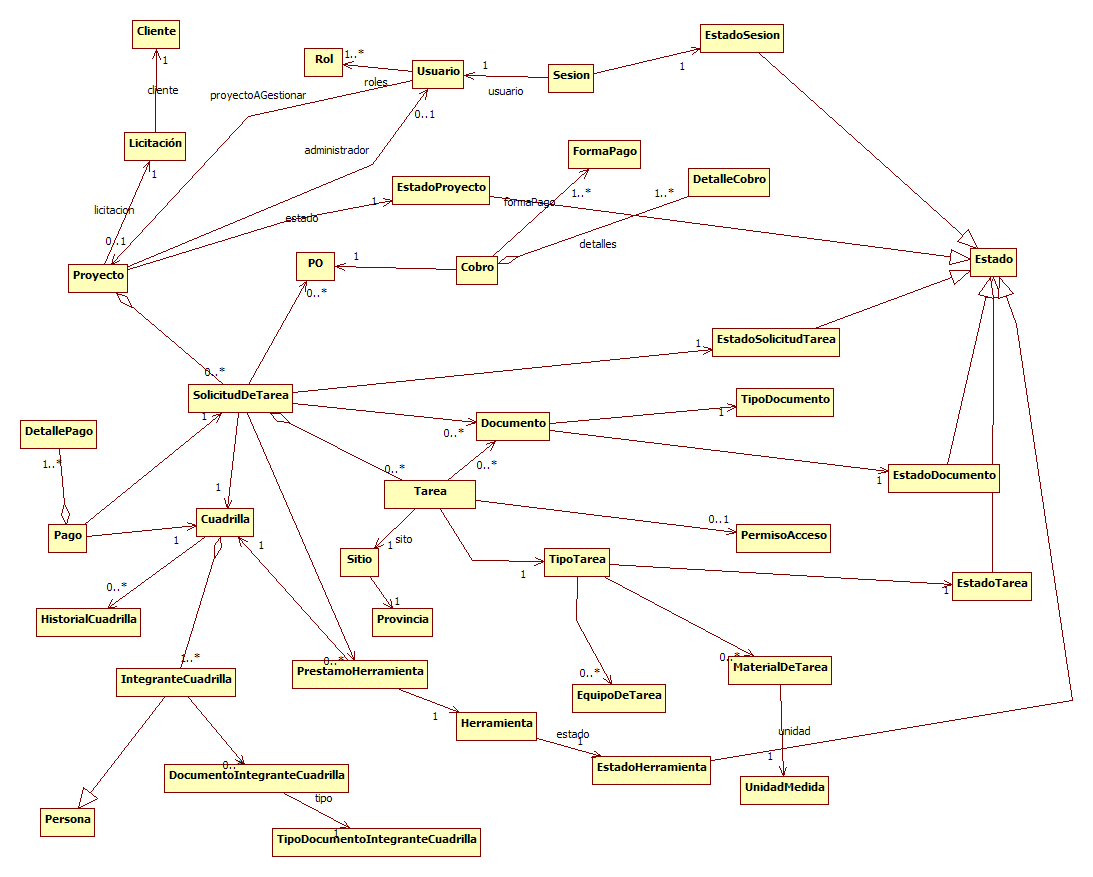 Cliente
EstadoSesion
Rol
1..*
Usuario
1
Sesion
1
1
roles
usuario
cliente
proyectoAGestionar
0..1
Licitación
administrador
FormaPago
1
DetalleCobro
EstadoProyecto
1..*
1..*
1
formaPago
licitacion
estado
0..1
detalles
Estado
PO
1
Cobro
Proyecto
0..*
EstadoSolicitudTarea
1
0..*
SolicitudDeTarea
TipoDocumento
1
1
Documento
DetallePago
0..*
1..*
0..*
0..*
EstadoDocumento
1
1
Tarea
Cuadrilla
0..1
Pago
PermisoAcceso
1
1
1
sito
Sitio
TipoTarea
1
EstadoTarea
0..*
1
1
HistorialCuadrilla
Provincia
1..*
0..*
0..*
PrestamoHerramienta
MaterialDeTarea
IntegranteCuadrilla
0..*
EquipoDeTarea
1
Herramienta
estado
unidad
1
1
0..*
EstadoHerramienta
DocumentoIntegranteCuadrilla
UnidadMedida
tipo
Persona
1
TipoDocumentoIntegranteCuadrilla